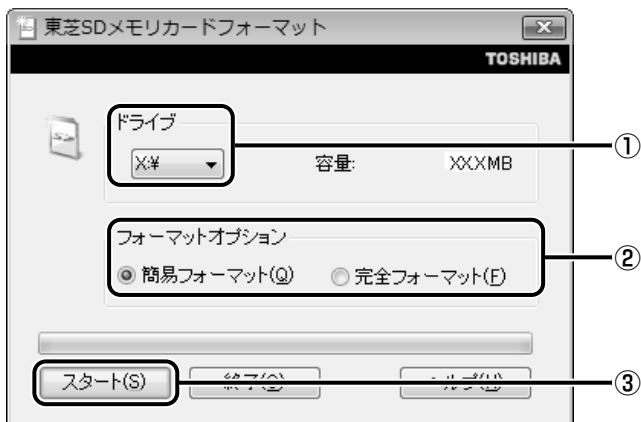 東芝SDメモリカードフォーマット
TOSHIBA
ドライブ
①
X:¥
容量:
XXXMB
フォーマットオプション
②
簡易フォーマット(Q)
完全フォーマット(F)
スタート(S)
③